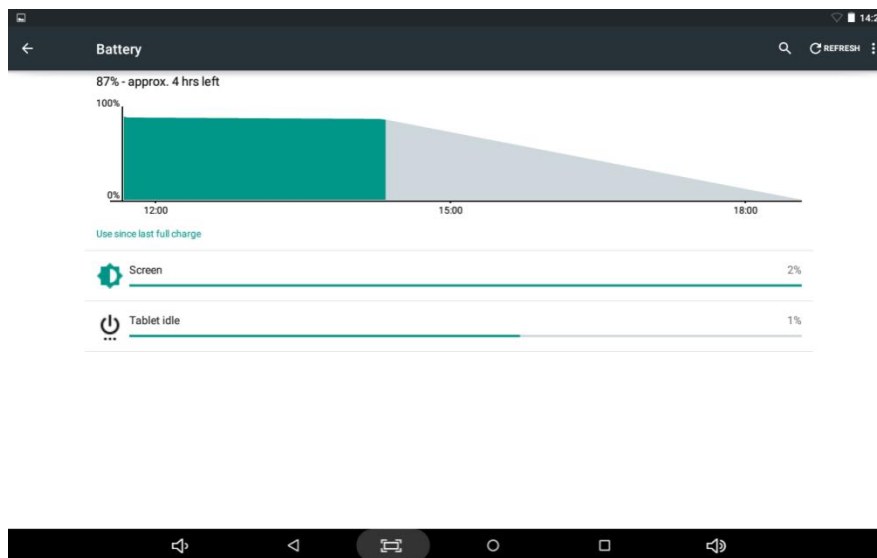 14:2
Battery
REFRESH
87% - approx. 4 hrs left
100%
0%
12:00 15:00 18:00
Use since last full charge
Screen 2%
Tablet idle 1%